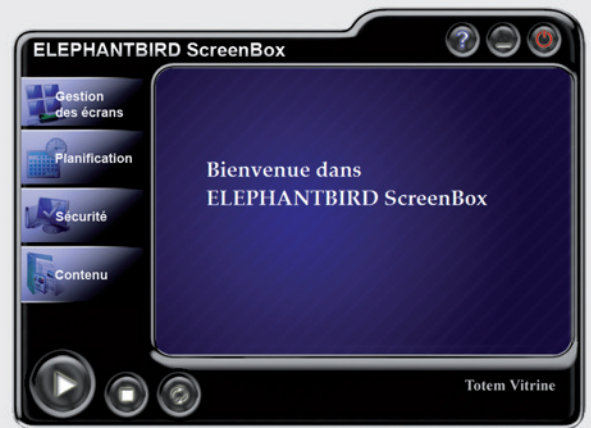 ELEPHANTBIRD ScreenBox
?
Gestion
des écrans
Planification
Sécurité
Contenu
Bienvenue dans
ELEPHANTBIRD ScreenBox
Totem Vitrine